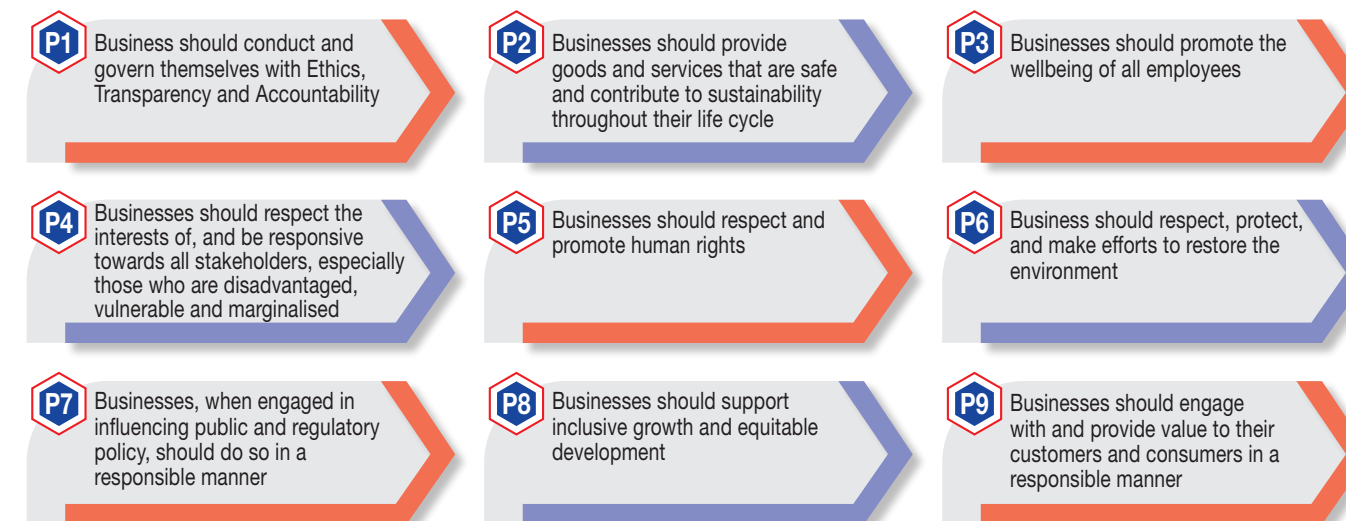 P1
Business should conduct and
govern themselves with Ethics,
Transparency and Accountability
P2
Businesses should provide
goods and services that are safe
and contribute to sustainability
throughout their life cycle
P3
Businesses should promote the
wellbeing of all employees
P4
Businesses should respect the
interests of, and be responsive
towards all stakeholders, especially
those who are disadvantaged,
vulnerable and marginalised
P5
Businesses should respect and
promote human rights
P6
Business should respect, protect,
and make efforts to restore the
environment
P7
Businesses, when engaged in
influencing public and regulatory
policy, should do so in a
responsible manner
P8
Businesses should support
inclusive growth and equitable
development
P9
Businesses should engage
with and provide value to their
customers and consumers in a
responsible manner